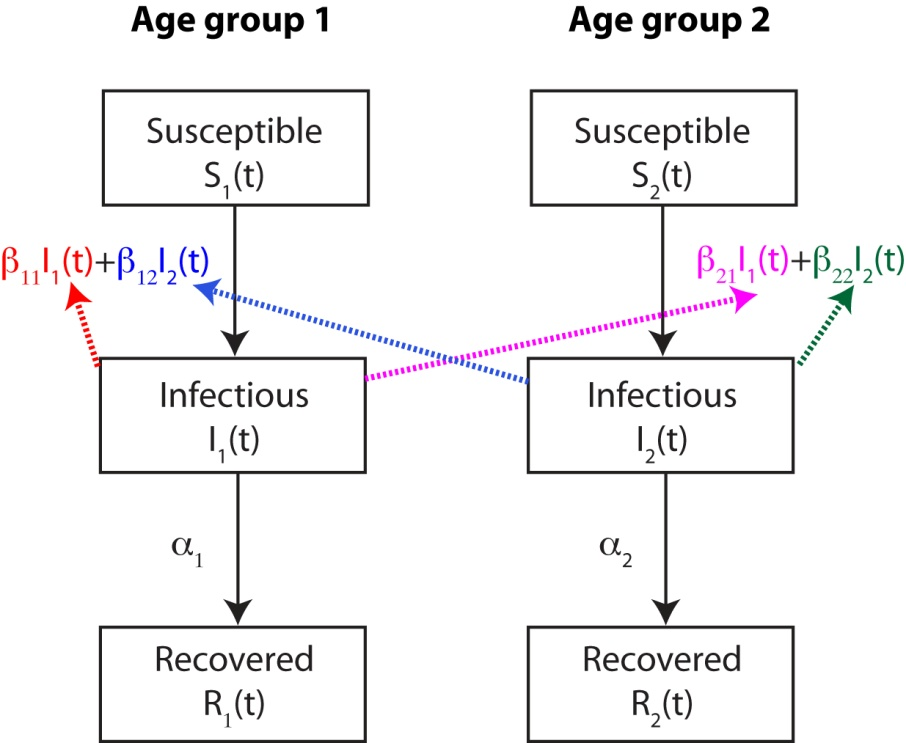 Age group 1
Age group 2
Susceptible
S₁(t)
Susceptible
S₂(t)
β₁₁I₁(t)+β₁₂I₂(t)
β₂₁I₁(t)+β₂₂I₂(t)
Infectious
I₁(t)
Infectious
I₂(t)
α₁
α₂
Recovered
R₁(t)
Recovered
R₂(t)